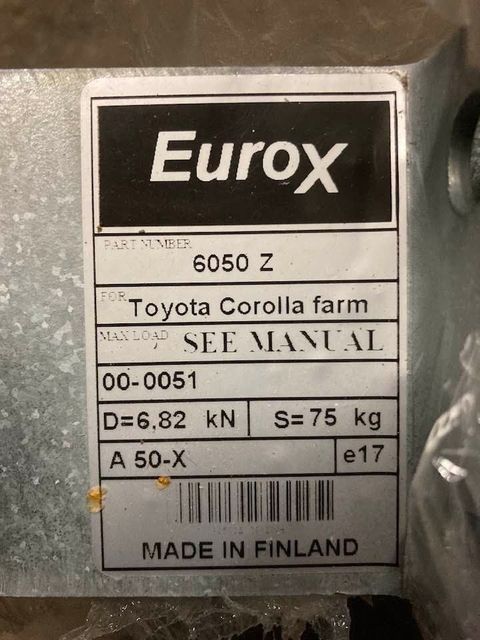 EuroX
PART NUMBER
6050 Z
FOR Toyota Corolla farm
MAX LOAD SEE MANUAL
00-0051
D=6,82 kN S=75 kg
A 50-X e17
MADE IN FINLAND